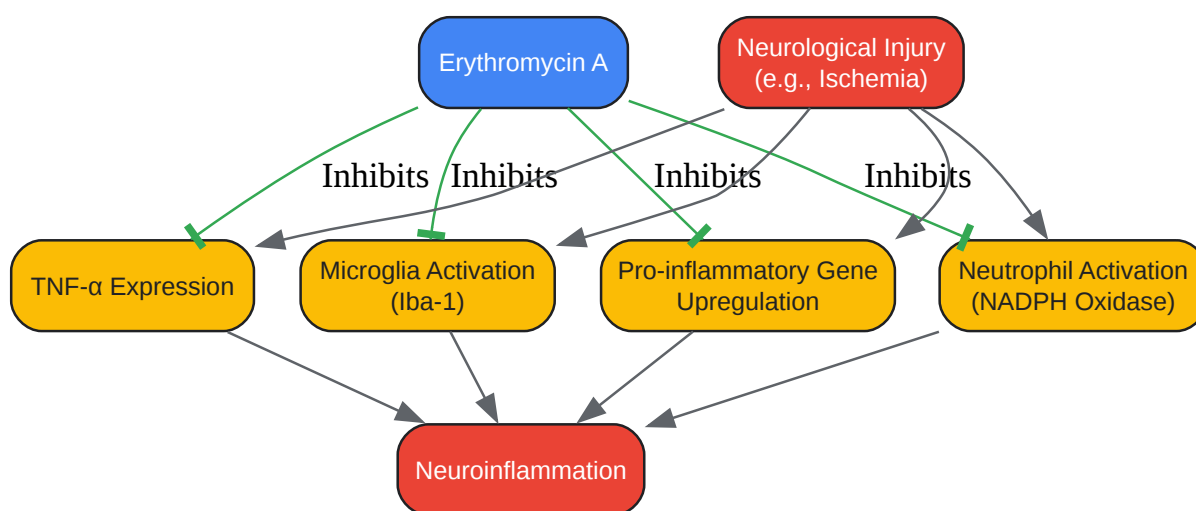 Erythromycin A
Neurological Injury
(e.g., Ischemia)
Inhibits
Inhibits
Inhibits
Inhibits
TNF-α Expression
Microglia Activation
(Iba-1)
Pro-inflammatory Gene
Upregulation
Neutrophil Activation
(NADPH Oxidase)
Neuroinflammation